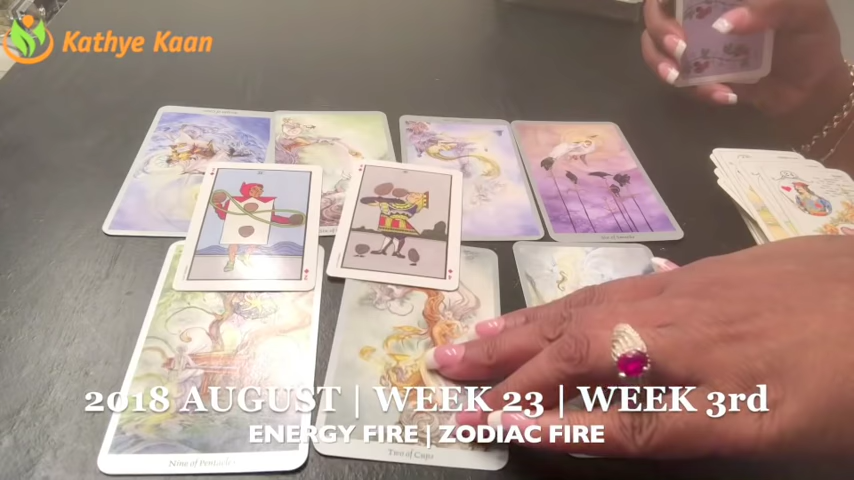 Kathye Kaan
Nine of Pentacles
Two of Cups
2018 AUGUST | WEEK 23 | WEEK 3rd
ENERGY FIRE | ZODIAC FIRE